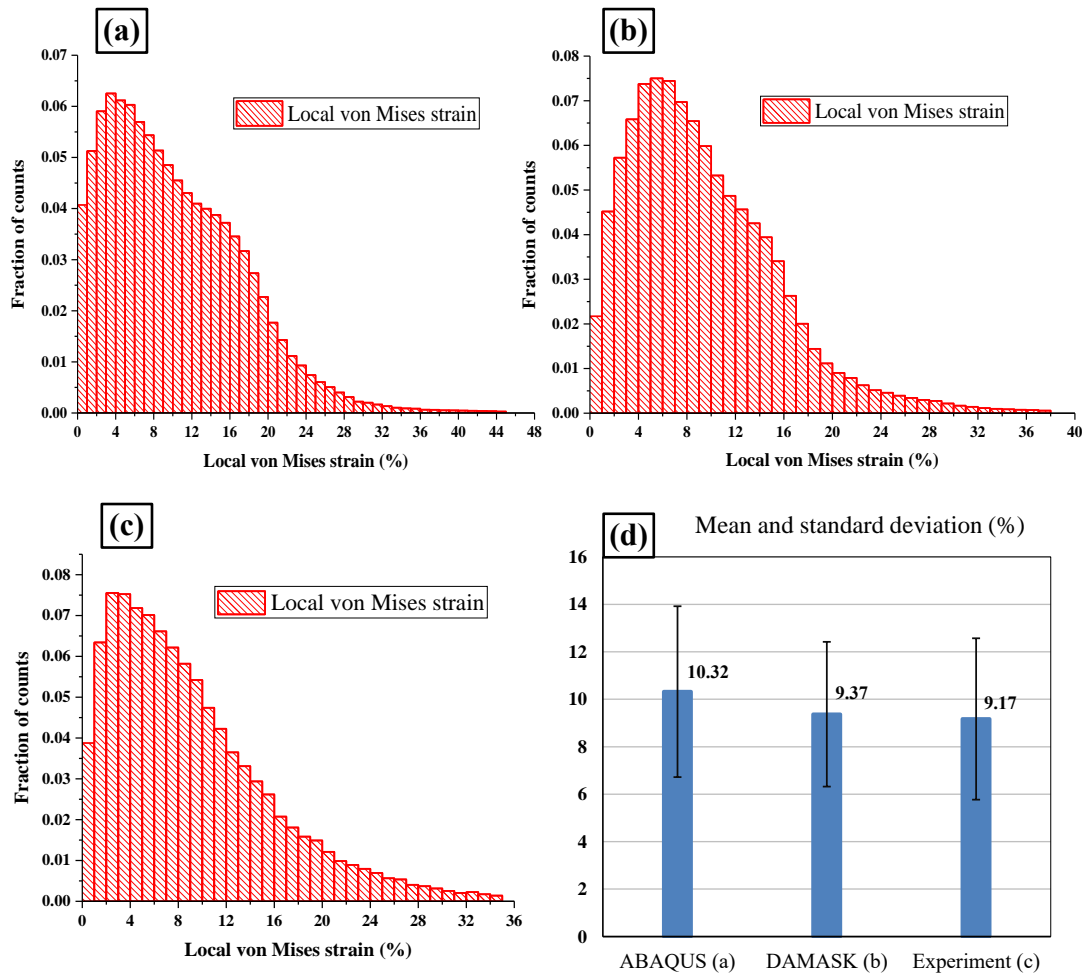 (a)
0.07
0.06
0.05
0.04
0.03
0.02
0.01
0.00
Fraction of counts
Local von Mises strain
0 4 8 12 16 20 24 28 32 36 40 44 48
Local von Mises strain (%)
(b)
0.08
0.07
0.06
0.05
0.04
0.03
0.02
0.01
0.00
Fraction of counts
Local von Mises strain
0 4 8 12 16 20 24 28 32 36 40
Local von Mises strain (%)
(c)
0.08
0.07
0.06
0.05
0.04
0.03
0.02
0.01
0.00
Fraction of counts
Local von Mises strain
0 4 8 12 16 20 24 28 32 36
Local von Mises strain (%)
(d)
Mean and standard deviation (%)
16
14
12
10
8
6
4
2
0
10.32
9.37
9.17
ABAQUS (a) DAMASK (b) Experiment (c)